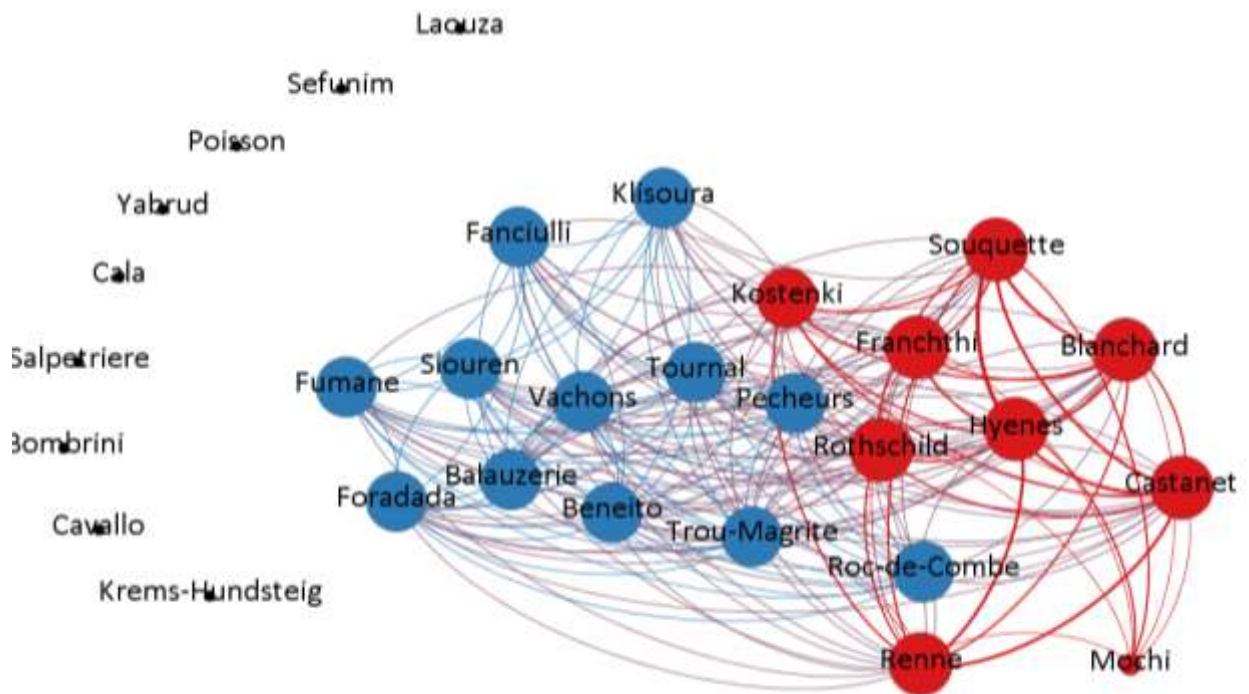 Laouza
Sefunim
Poisson
Klisoura
Yabrud
Fanciulli
Souquette
Cala
Kostenki
Franchthi
Blanchard
Salpetriere
Siouren
Tournal
Fumane
Vachons
Pecheurs
Hyenes
Bombrini
Rothschild
Balauzerie
Castanet
Foradada
Beneito
Cavallo
Trou-Magrite
Roc-de-Combe
Krems-Hundsteig
Renne
Mochi